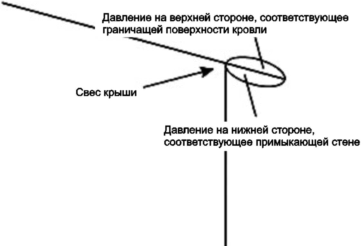 Давление на верхней стороне, соответствующее
граничащей поверхности кровли
Свес крыши
Давление на нижней стороне,
соответствующее примыкающей стене